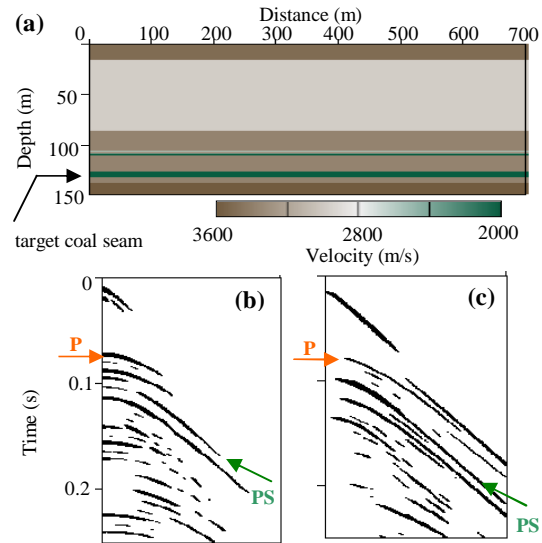 (a)
Distance (m)
0 100 200 300 400 500 600 700
Depth (m)
50
100
150
target coal seam
3600 2800 2000
Velocity (m/s)
(b)
(c)
Time (s)
0
0.1
0.2
P
PS
P
PS